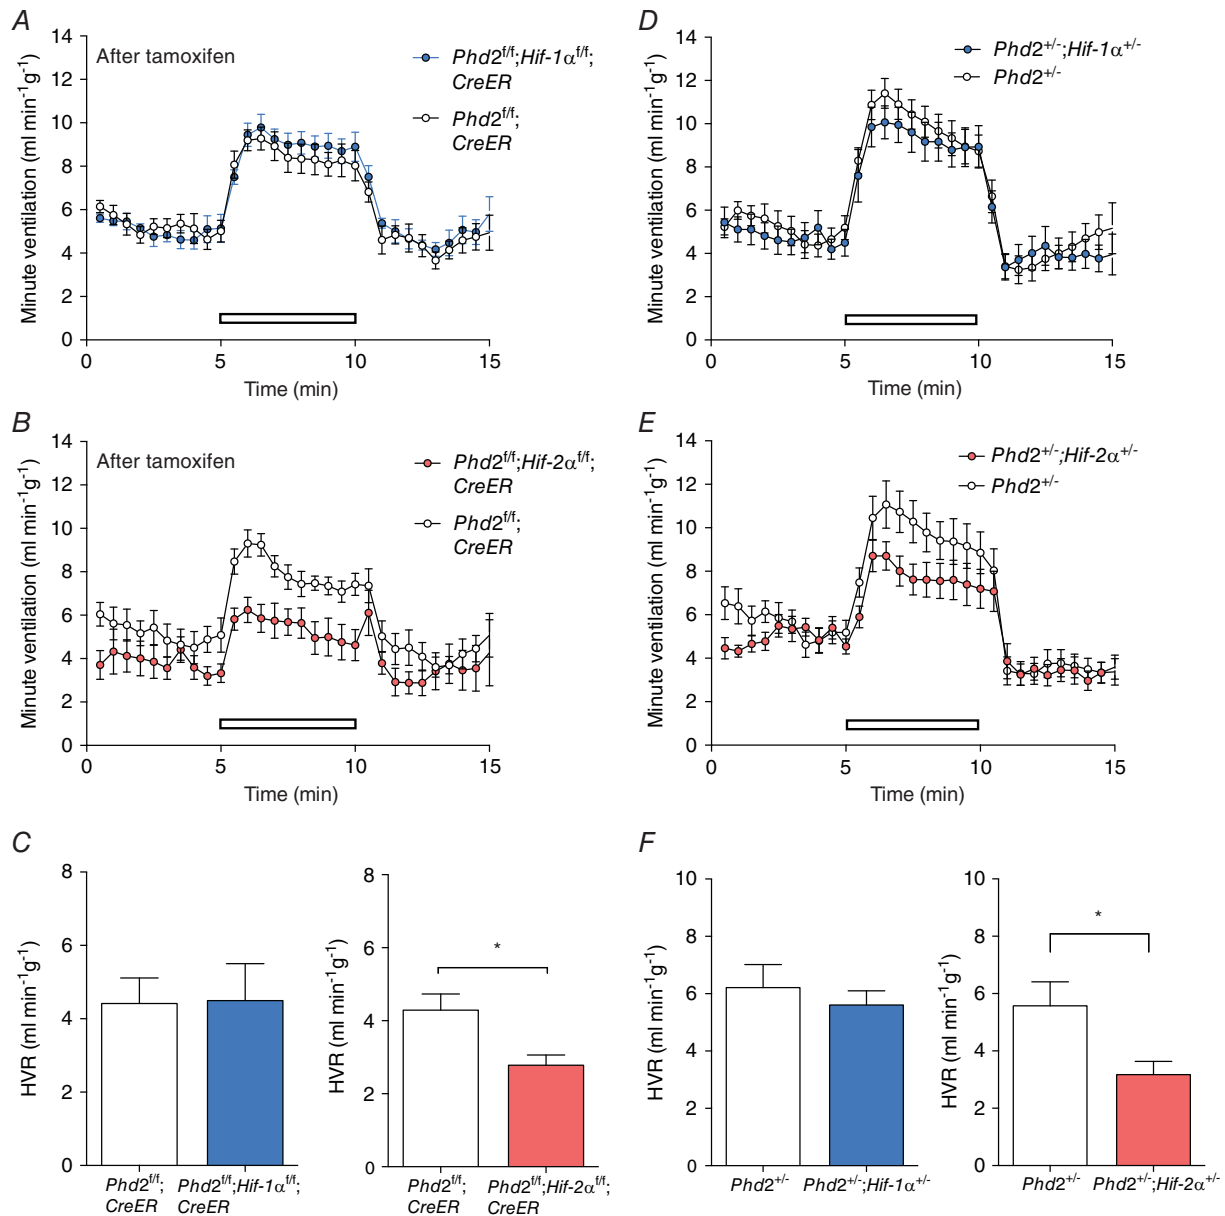 A
After tamoxifen
Phd2f/f;Hif-1αf/f;
CreER
Phd2f/f;
CreER
Minute ventilation (ml min-1g-1)
14
12
10
8
6
4
2
0
0 5 10 15
Time (min)
D
Phd2+/-;Hif-1α+/-
Phd2+/-
Minute ventilation (ml min-1g-1)
14
12
10
8
6
4
2
0
0 5 10 15
Time (min)
B
After tamoxifen
Phd2f/f;Hif-2αf/f;
CreER
Phd2f/f;
CreER
Minute ventilation (ml min-1g-1)
14
12
10
8
6
4
2
0
0 5 10 15
Time (min)
E
Phd2+/-;Hif-2α+/-
Phd2+/-
Minute ventilation (ml min-1g-1)
14
12
10
8
6
4
2
0
0 5 10 15
Time (min)
C
HVR (ml min-1g-1)
8
6
4
2
0
Phd2f/f; Phd2f/f;Hif-1αf/f;
CreER CreER
HVR (ml min-1g-1)
8
6
4
2
0
*
Phd2f/f; Phd2f/f;Hif-2αf/f;
CreER CreER
F
HVR (ml min-1g-1)
10
8
6
4
2
0
Phd2+/- Phd2+/-;Hif-1α+/-
HVR (ml min-1g-1)
10
8
6
4
2
0
*
Phd2+/- Phd2+/-;Hif-2α+/-